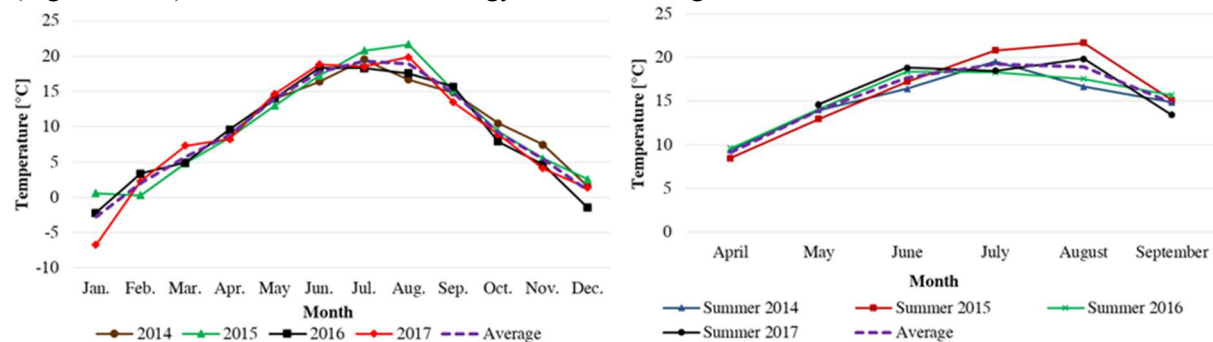 25
20
15
10
5
0
-5
-10
Temperature [°C]
Jan. Feb. Mar. Apr. May Jun. Jul. Aug. Sep. Oct. Nov. Dec.
Month
2014 2015 2016 2017 Average
25
20
15
10
5
0
Temperature [°C]
April May June July August September
Month
Summer 2014 Summer 2015 Summer 2016
Summer 2017 Average